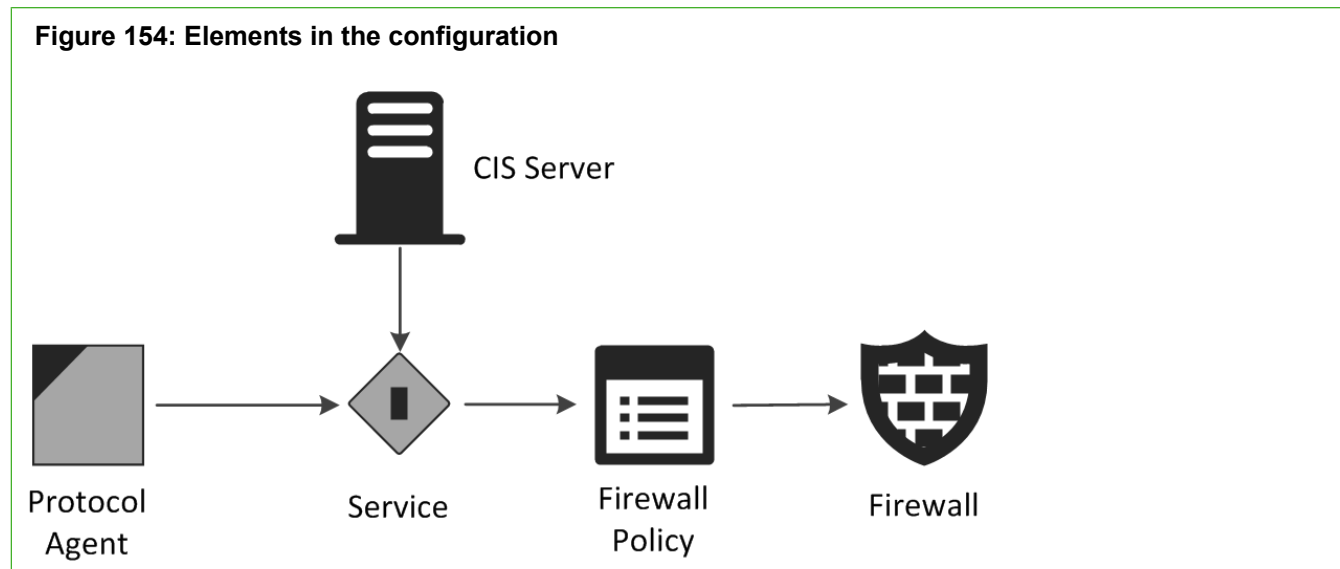 Figure 154: Elements in the configuration
CIS Server
Protocol
Agent
Service
Firewall
Policy
Firewall